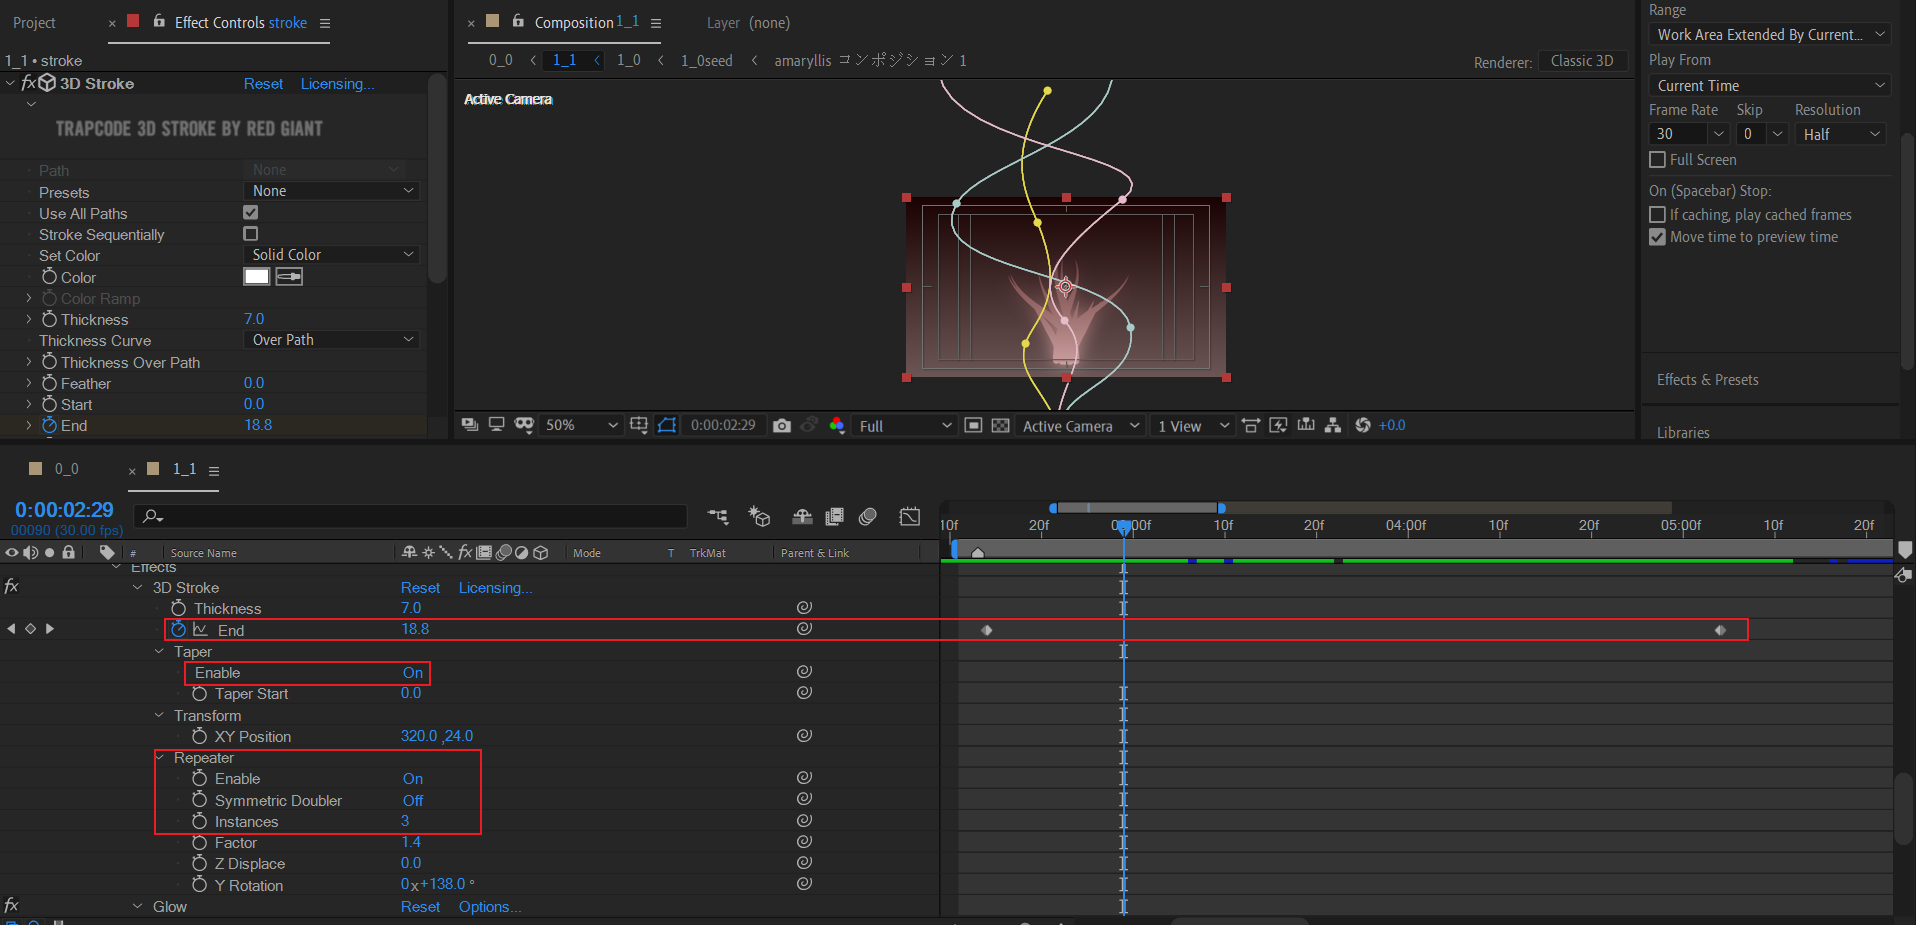 Project
Effect Controls stroke
1_1 • stroke
fx 3D Stroke Reset Licensing...
TRAPCODE 3D STROKE BY RED GIANT
Path None
Presets None
Use All Paths
Stroke Sequentially
Set Color Solid Color
Color
Color Ramp
Thickness 7.0
Thickness Curve Over Path
Thickness Over Path
Feather 0.0
Start 0.0
End 18.8
Composition 1_1
Layer (none)
0_0 1_1 1_0 1_0seed amaryllis コンポジション 1
Renderer: Classic 3D
Active Camera
50% 0:00:02:29 Full Active Camera 1 View +0.0
Range
Work Area Extended By Current...
Play From
Current Time
Frame Rate Skip Resolution
30 0 Half
Full Screen
On (Spacebar) Stop:
If caching, play cached frames
Move time to preview time
Effects & Presets
Libraries
0_0 1_1
0:00:02:29
00090 (30.00 fps)
10f 20f 10f 20f 04:00f 10f 20f 05:00f 10f 20f
# Source Name fx Mode T TrkMat Parent & Link
Effects
fx 3D Stroke Reset Licensing...
Thickness 7.0
End 18.8
Taper
Enable On
Taper Start 0.0
Transform
XY Position 320.0 ,24.0
Repeater
Enable On
Symmetric Doubler Off
Instances 3
Factor 1.4
Z Displace 0.0
Y Rotation 0x+138.0 °
fx Glow Reset Options...